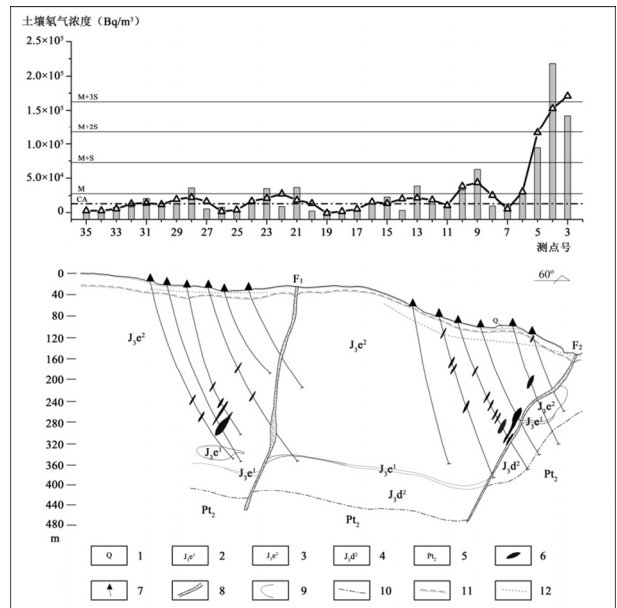 土壤氡气浓度（Bq/m³）
2.5×10⁵
2.0×10⁵
1.5×10⁵
1.0×10⁵
5.0×10⁴
0
M+3S
M+2S
M+S
M
CA
35 33 31 29 27 25 23 21 19 17 15 13 11 9 7 5 3
测点号
0
40
80
120
160
200
240
280
320
360
400
440
480
m
F₁
60°
Q
F₂
J₃e²
J₃e²
J₃e²
J₃e¹
J₃e¹
J₃e¹
J₃e¹
J₃d²
J₃d²
Pt₂
Pt₂
Pt₂
Q 1
J₃e¹ 2
J₃e² 3
J₃d² 4
Pt₂ 5
6
7
8
9
10
11
12